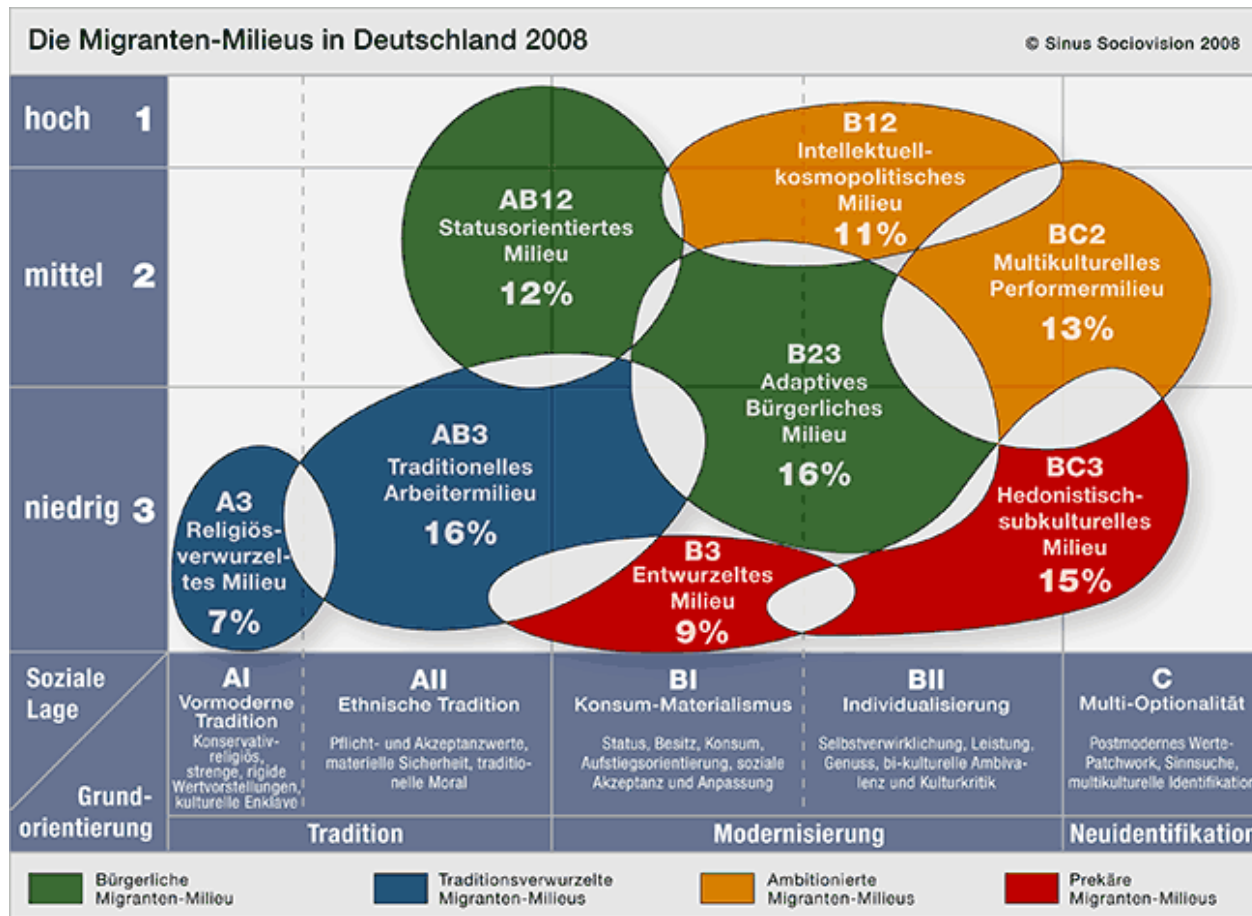 Die Migranten-Milieus in Deutschland 2008
© Sinus Sociovision 2008
hoch 1
mittel 2
niedrig 3
AB12
Statusorientiertes
Milieu
12%
B12
Intellektuell-
kosmopolitisches
Milieu
11%
BC2
Multikulturelles
Performermilieu
13%
B23
Adaptives
Bürgerliches
Milieu
16%
AB3
Traditionelles
Arbeitermilieu
16%
A3
Religiös-
verwurzel-
tes Milieu
7%
B3
Entwurzeltes
Milieu
9%
BC3
Hedonistisch-
subkulturelles
Milieu
15%
Soziale
Lage
Grund-
orientierung
AI
Vormoderne
Tradition
Konservativ-
religiös,
strenge, rigide
Wertvorstellungen,
kulturelle Enklave
AII
Ethnische Tradition
Pflicht- und Akzeptanzwerte,
materielle Sicherheit, traditio-
nelle Moral
BI
Konsum-Materialismus
Status, Besitz, Konsum,
Aufstiegsorientierung, soziale
Akzeptanz und Anpassung
BII
Individualisierung
Selbstverwirklichung, Leistung,
Genuss, bi-kulturelle Ambiva-
lenz und Kulturkritik
C
Multi-Optionalität
Postmodernes Werte-
Patchwork, Sinnsuche,
multikulturelle Identifikation
Tradition
Modernisierung
Neuidentifikation
Bürgerliche
Migranten-Milieu
Traditionsverwurzelte
Migranten-Milieus
Ambitionierte
Migranten-Milieus
Prekäre
Migranten-Milieus